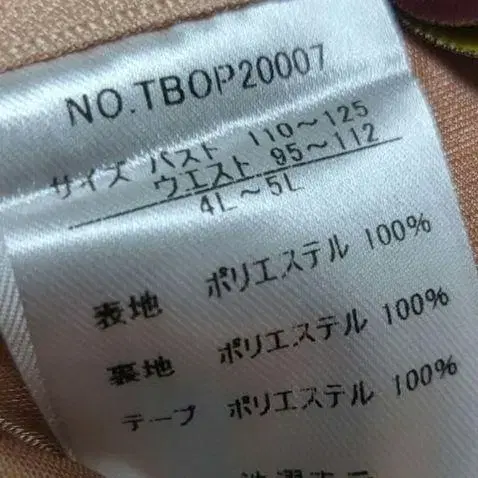 NO.TBOP20007
サイズ バスト 110～125
ウエスト 95～112
4L～5L
表地 ポリエステル 100%
裏地 ポリエステル 100%
テープ ポリエステル 100%